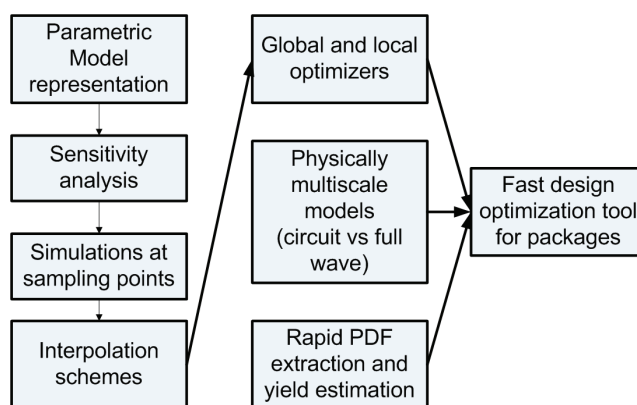 Parametric
Model
representation
Sensitivity
analysis
Simulations at
sampling points
Interpolation
schemes
Global and local
optimizers
Physically
multiscale
models
(circuit vs full
wave)
Rapid PDF
extraction and
yield estimation
Fast design
optimization tool
for packages